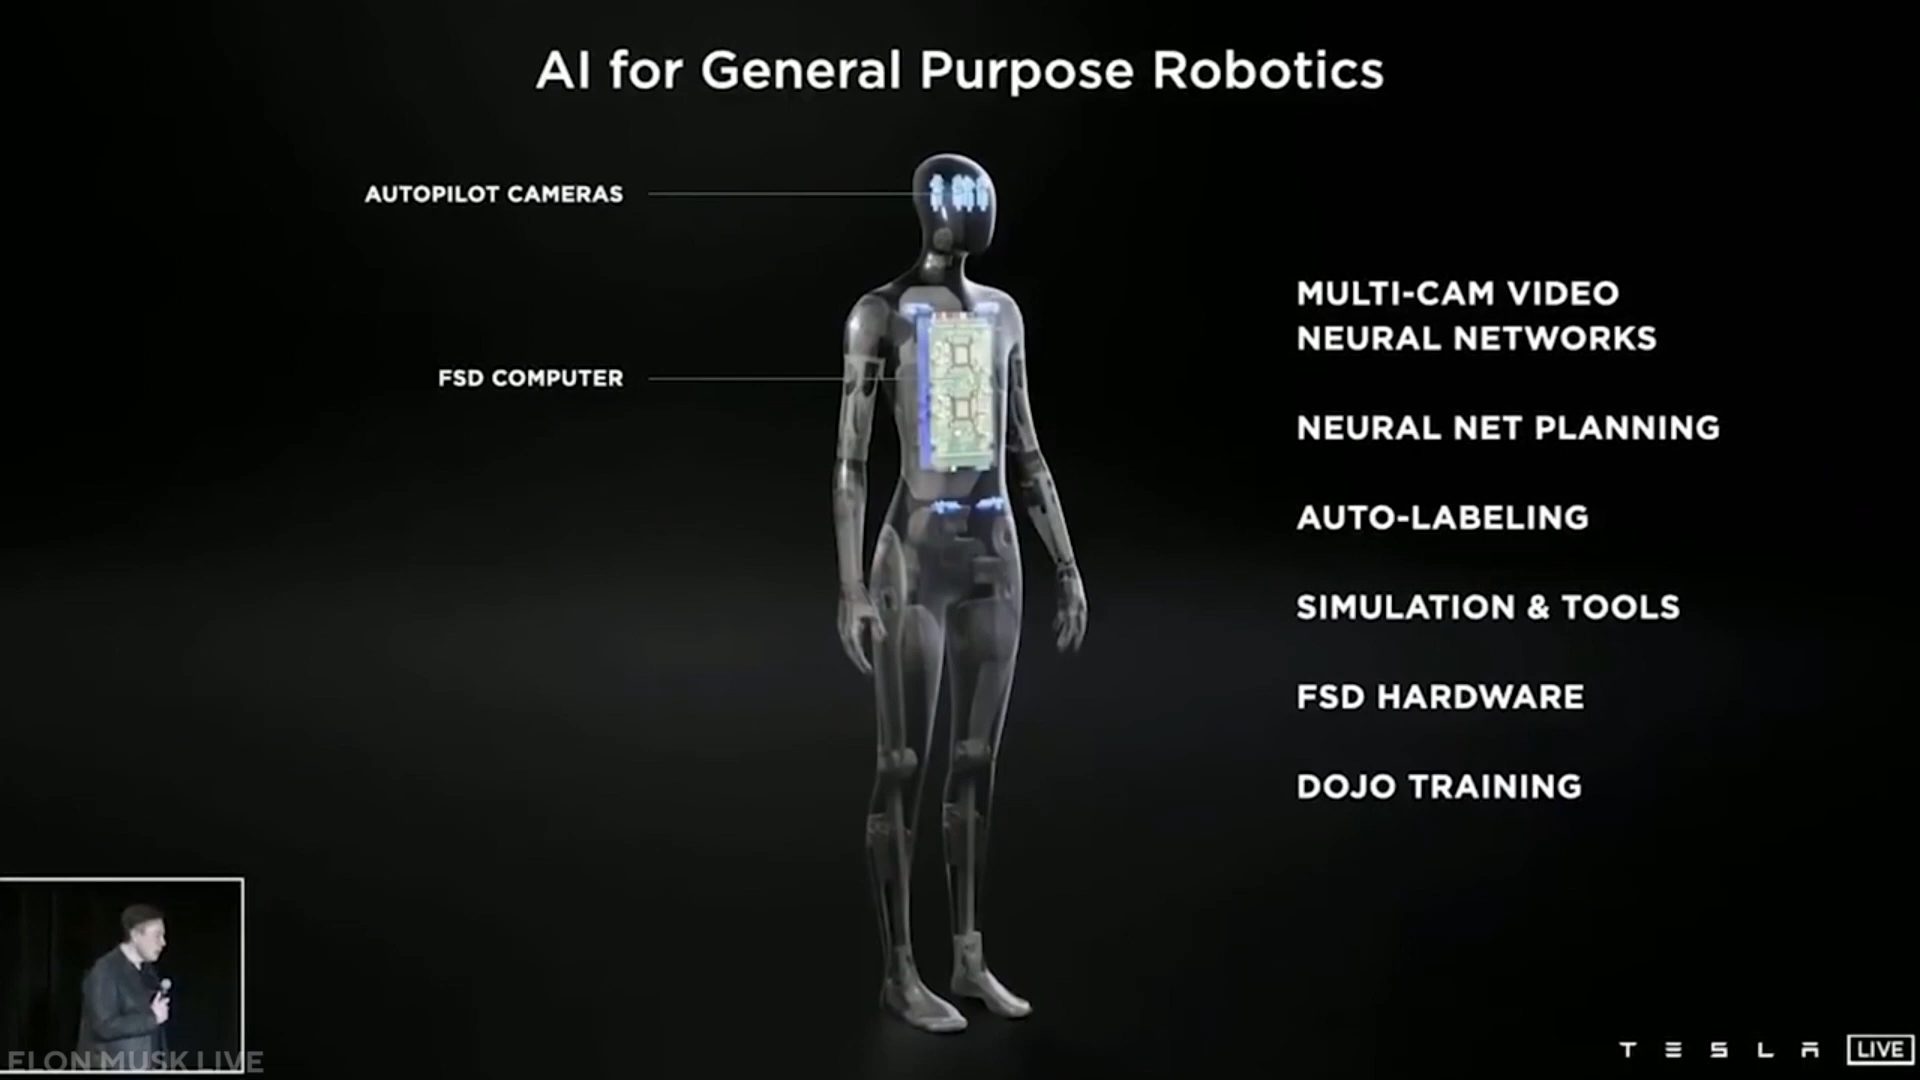 AI for General Purpose Robotics
AUTOPILOT CAMERAS
FSD COMPUTER
MULTI-CAM VIDEO
NEURAL NETWORKS
NEURAL NET PLANNING
AUTO-LABELING
SIMULATION & TOOLS
FSD HARDWARE
DOJO TRAINING
ELON MUSK LIVE
TESLA LIVE